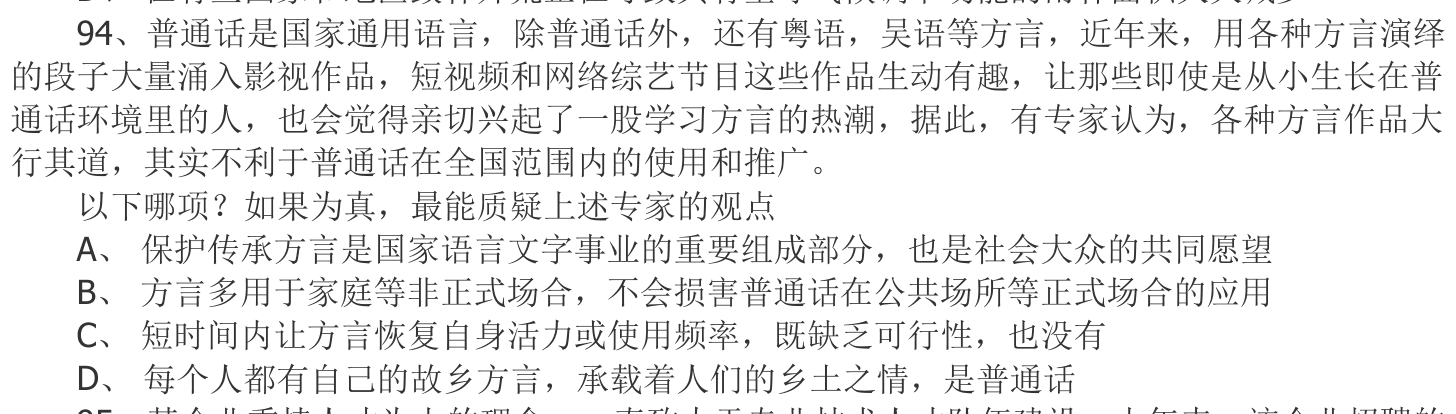 94、普通话是国家通用语言，除普通话外，还有粤语，吴语等方言，近年来，用各种方言演绎
的段子大量涌入影视作品，短视频和网络综艺节目这些作品生动有趣，让那些即使是从小生长在普
通话环境里的人，也会觉得亲切兴起了一股学习方言的热潮，据此，有专家认为，各种方言作品大
行其道，其实不利于普通话在全国范围内的使用和推广。
以下哪项？如果为真，最能质疑上述专家的观点
A、 保护传承方言是国家语言文字事业的重要组成部分，也是社会大众的共同愿望
B、 方言多用于家庭等非正式场合，不会损害普通话在公共场所等正式场合的应用
C、 短时间内让方言恢复自身活力或使用频率，既缺乏可行性，也没有
D、 每个人都有自己的故乡方言，承载着人们的乡土之情，是普通话